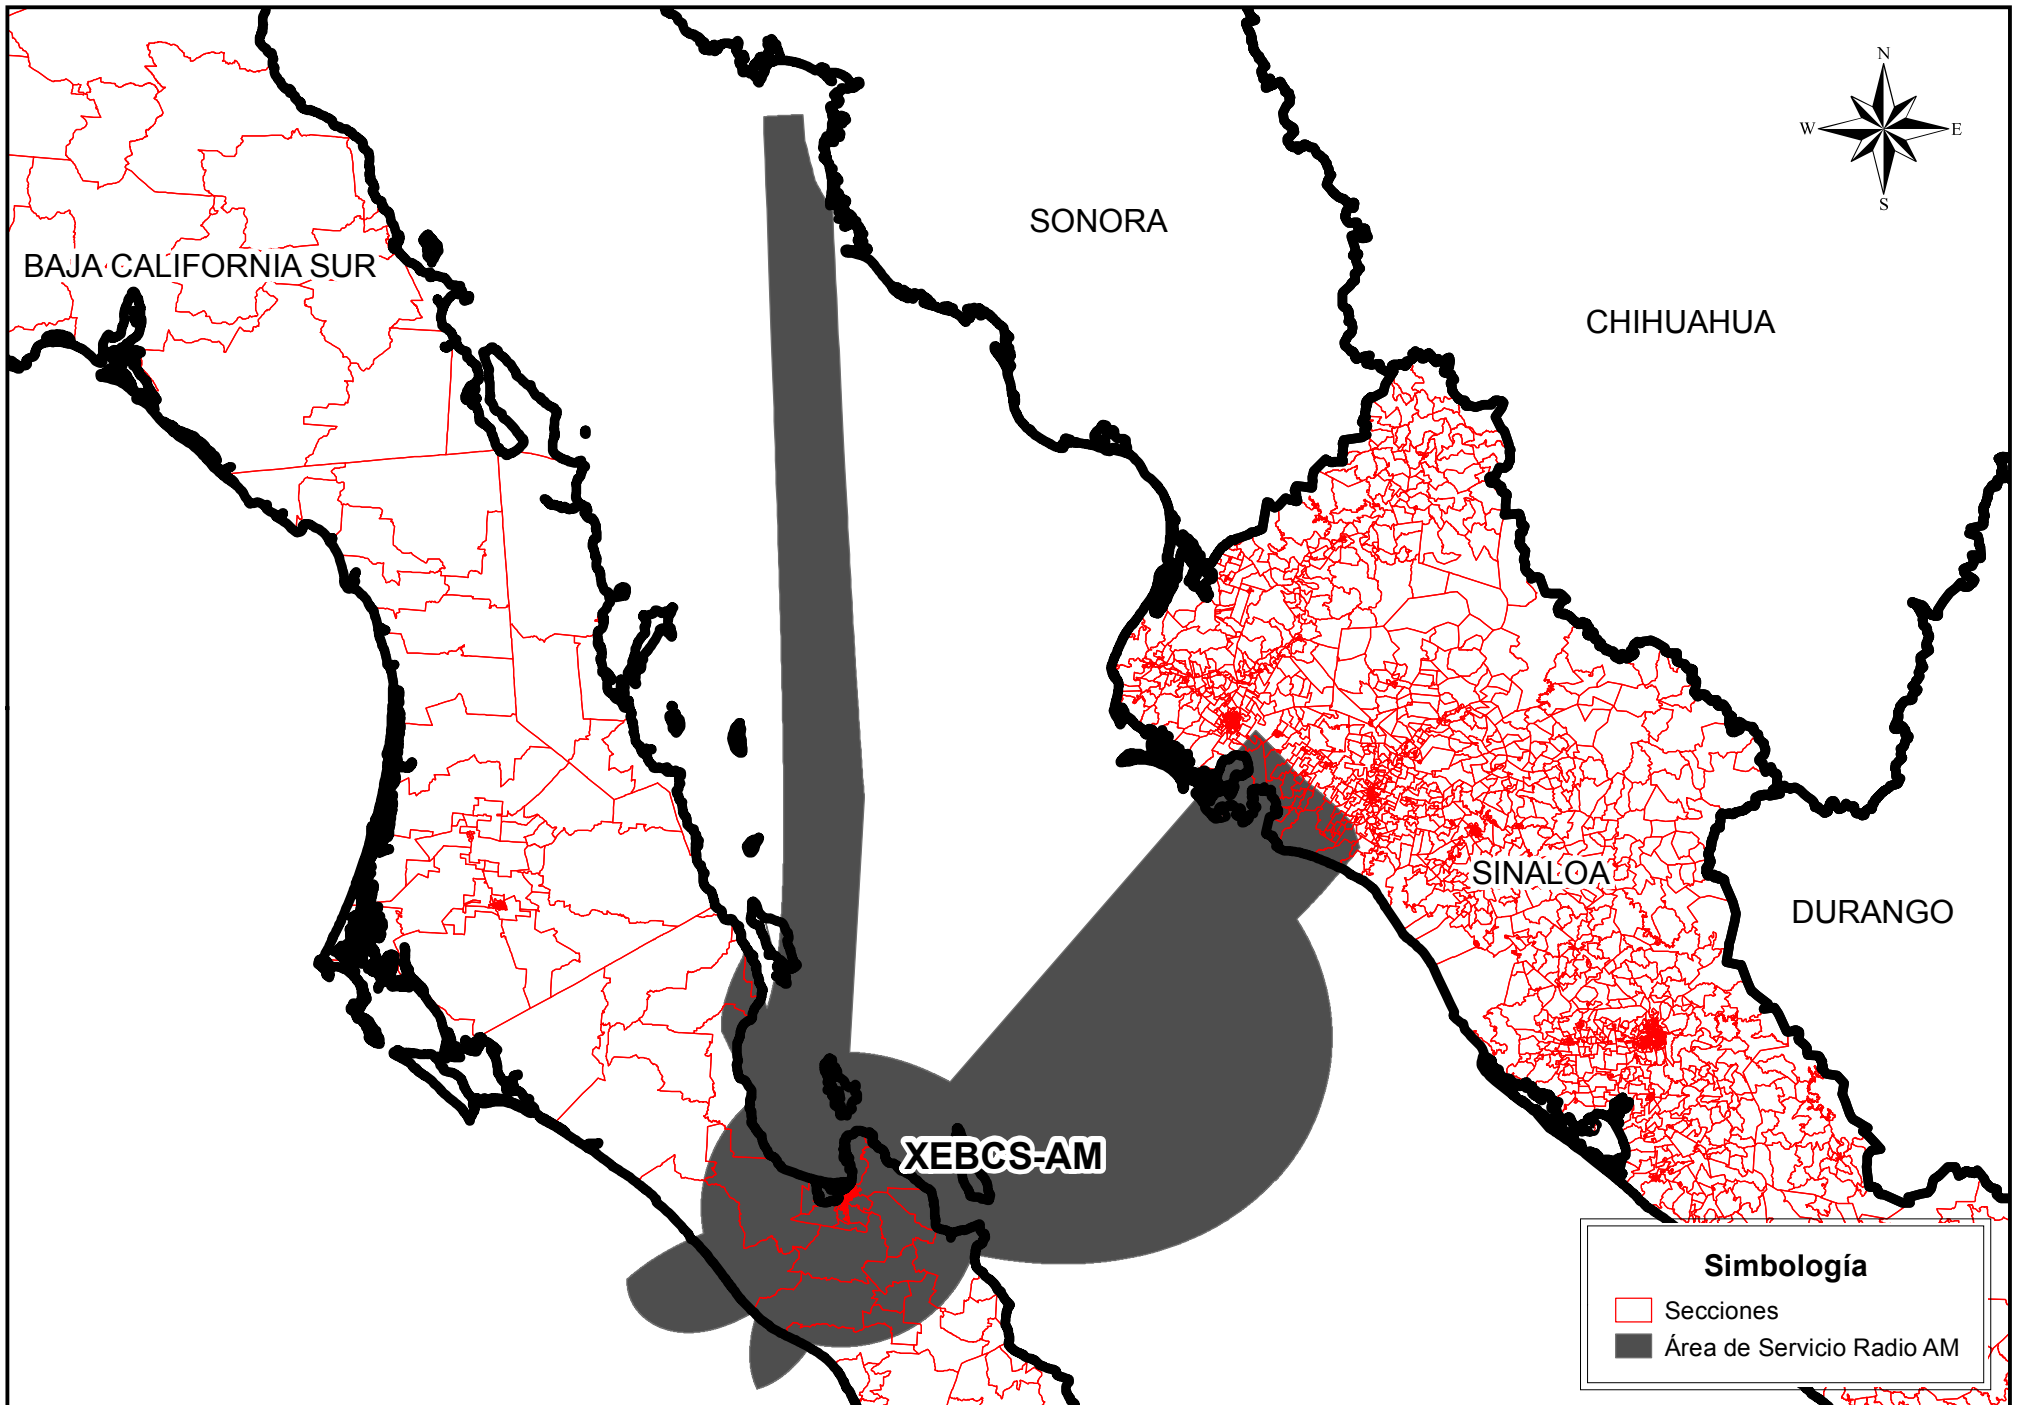 N
W E
S
SONORA
BAJA CALIFORNIA SUR
CHIHUAHUA
SINALOA
DURANGO
XEBCS-AM
Simbología
Secciones
Área de Servicio Radio AM